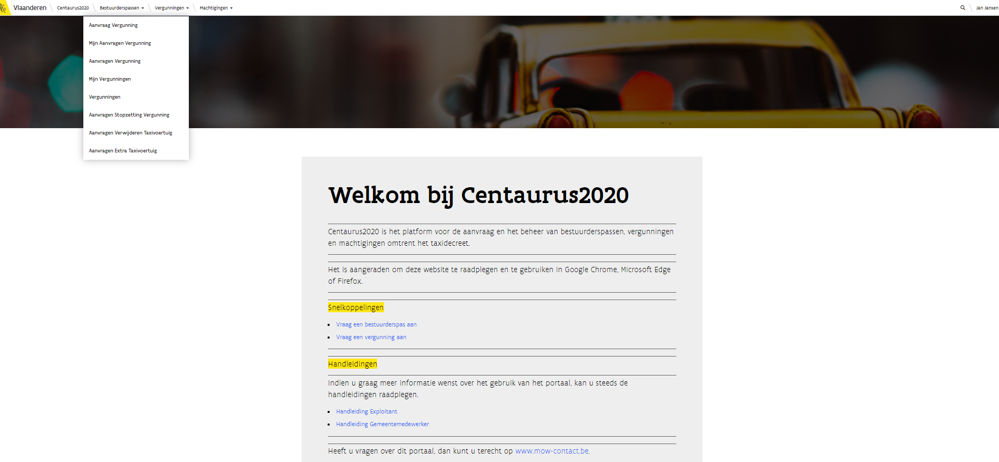 Vlaanderen Centaurus2020 Bestuurderspassen Vergunningen Machtigingen Jan Jansen
Aanvraag Vergunning
Mijn Aanvragen Vergunning
Aanvragen Vergunning
Mijn Vergunningen
Vergunningen
Aanvragen Stopzetting Vergunning
Aanvragen Verwijderen Taxivoertuig
Aanvragen Extra Taxivoertuig
Welkom bij Centaurus2020
Centaurus2020 is het platform voor de aanvraag en het beheer van bestuurderspassen, vergunningen
en machtigingen omtrent het taxidecreet.
Het is aangeraden om deze website te raadplegen en te gebruiken in Google Chrome, Microsoft Edge
of Firefox.
Snelkoppelingen
Vraag een bestuurderspas aan
Vraag een vergunning aan
Handleidingen
Indien u graag meer informatie wenst over het gebruik van het portaal, kan u steeds de
handleidingen raadplegen.
Handleiding Exploitant
Handleiding Gemeentemedewerker
Heeft u vragen over dit portaal, dan kunt u terecht op www.mow-contact.be.